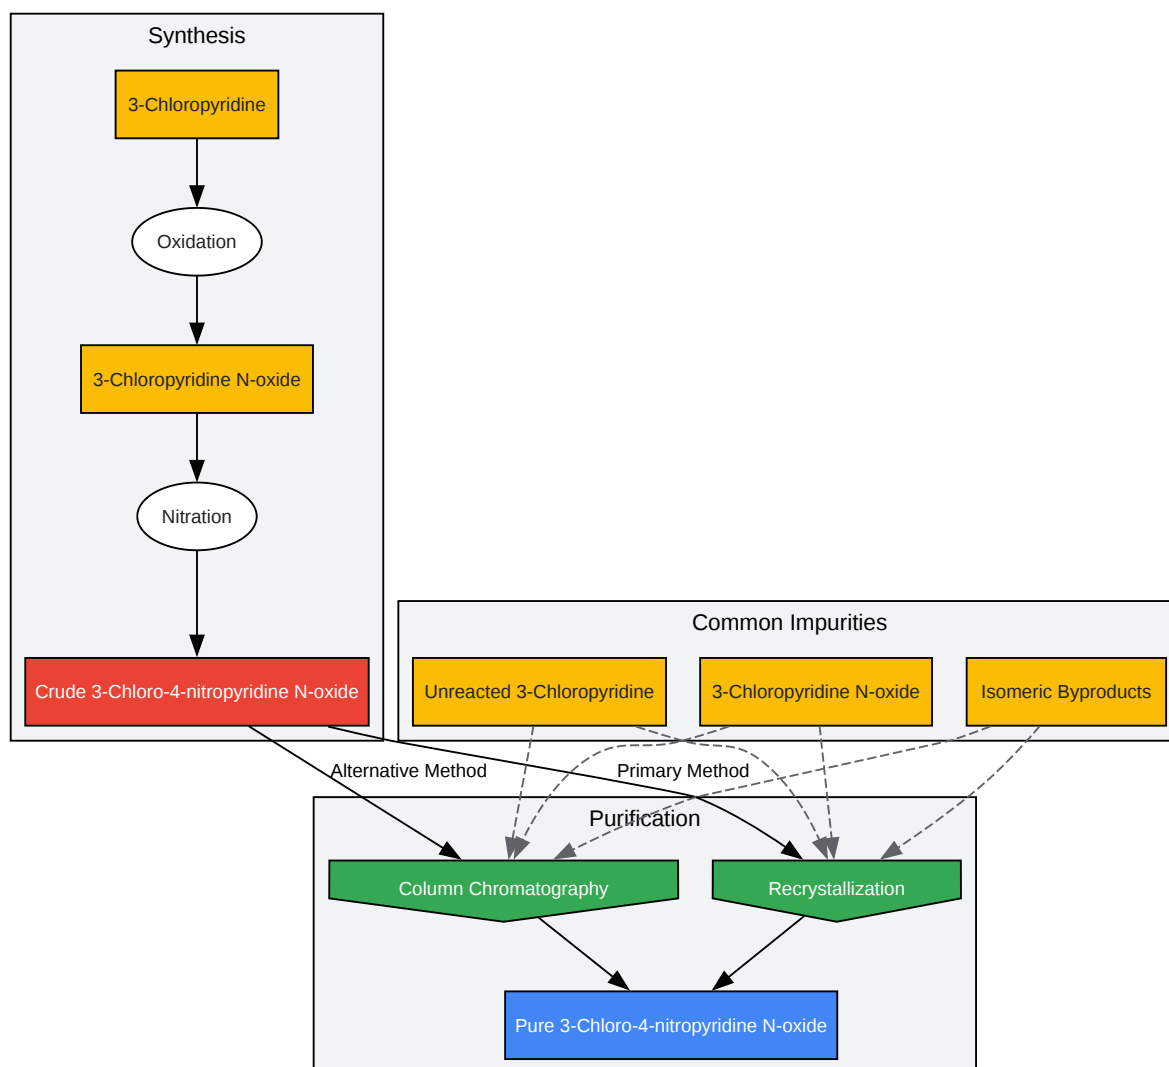 Synthesis
3-Chloropyridine
Oxidation
3-Chloropyridine N-oxide
Nitration
Crude 3-Chloro-4-nitropyridine N-oxide
Common Impurities
Unreacted 3-Chloropyridine
3-Chloropyridine N-oxide
Isomeric Byproducts
Alternative Method
Primary Method
Purification
Column Chromatography
Recrystallization
Pure 3-Chloro-4-nitropyridine N-oxide